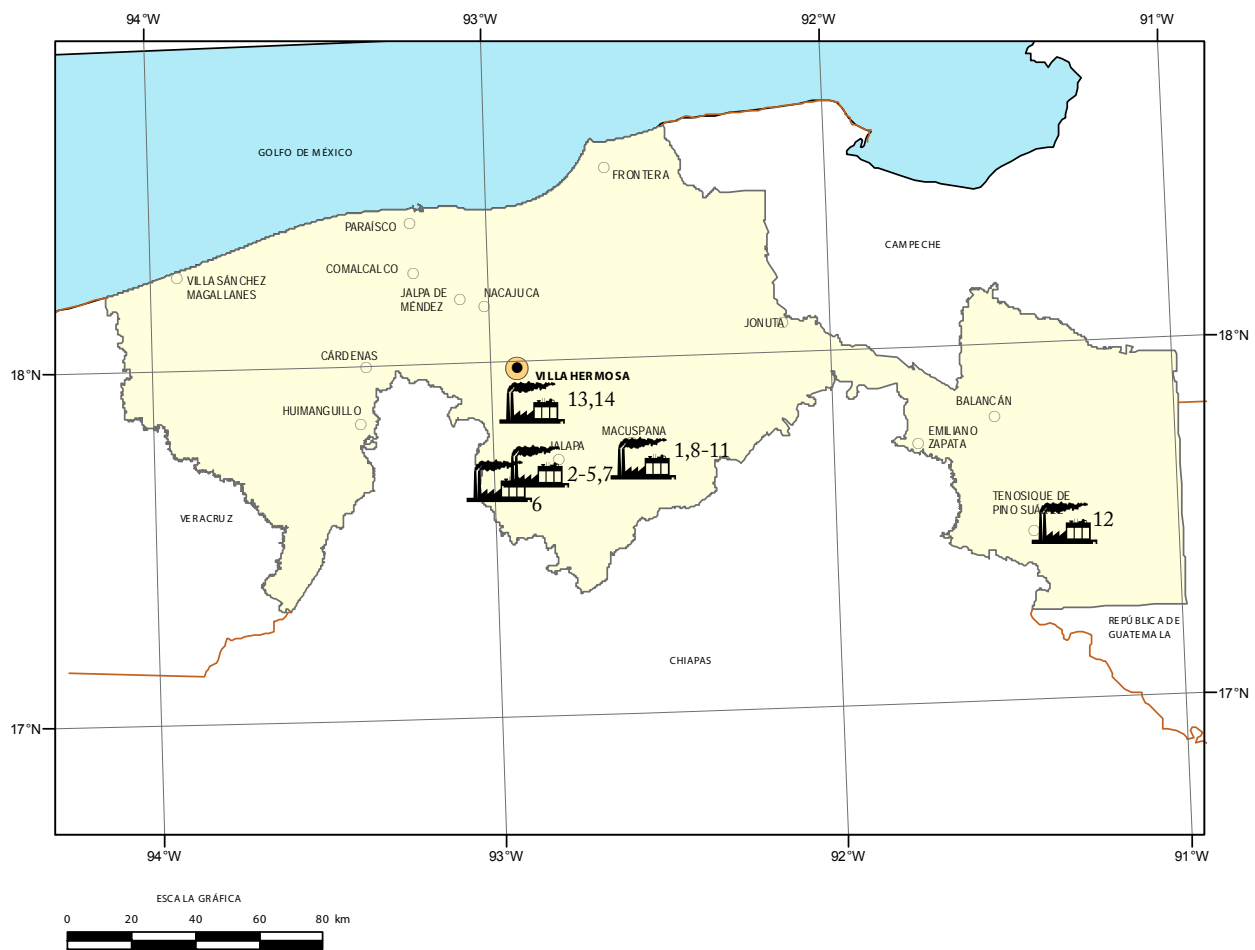 94°W 93°W 92°W 91°W
GOLFO DE MÉXICO
FRONTERA
PARAÍSCO
CAMPECHE
COMALCALCO
VILLA SÁNCHEZ
MAGALLANES
JALPA DE
MÉNDEZ
NACAJUCA
JONUTA
18°N
18°N
CÁRDENAS
VILLAHERMOSA
13,14
HUIMANGUILLO
BALANCÁN
MACUSPANA
EMILIANO
ZAPATA
JALAPA
1,8-11
2-5,7
6
VERACRUZ
TENOSIQUE DE
PINO SUÁREZ
12
REPÚBLICA DE
GUATEMALA
CHIAPAS
17°N
17°N
94°W 93°W 92°W 91°W
ESCALA GRÁFICA
0 20 40 60 80 km